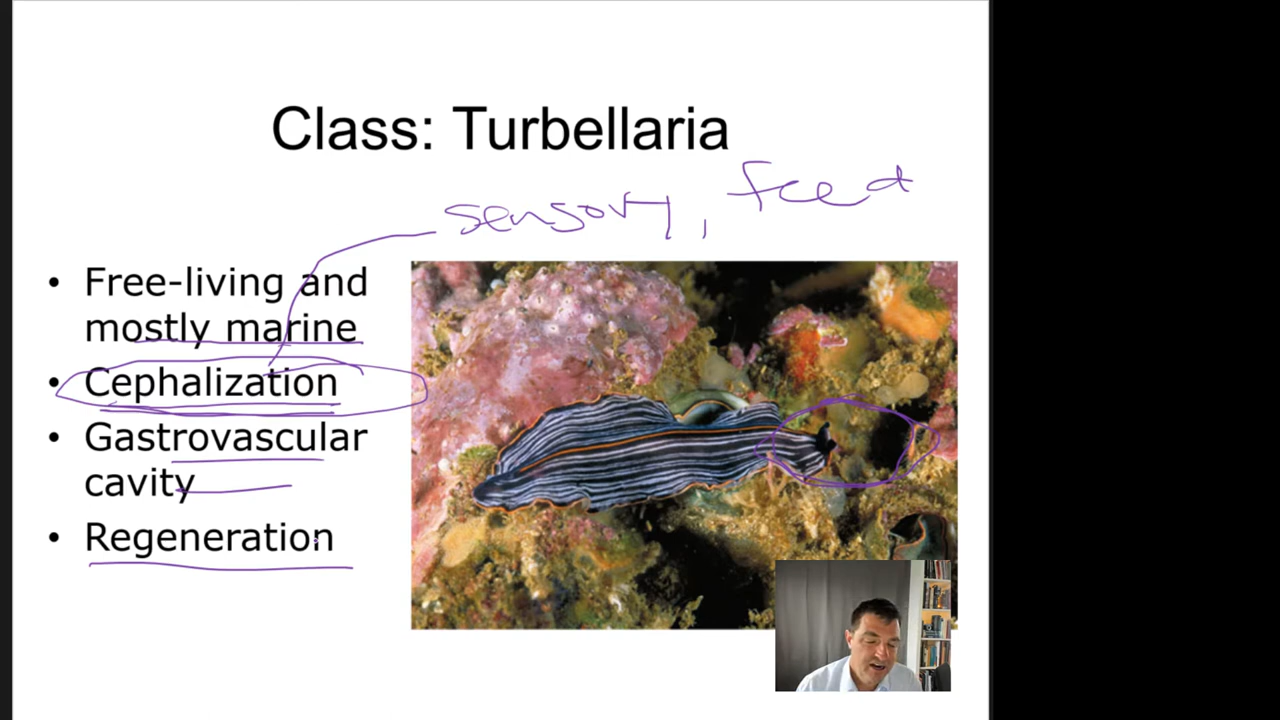 Class: Turbellaria
sensory, feed
• Free-living and
mostly marine
• Cephalization
• Gastrovascular
cavity
• Regeneration